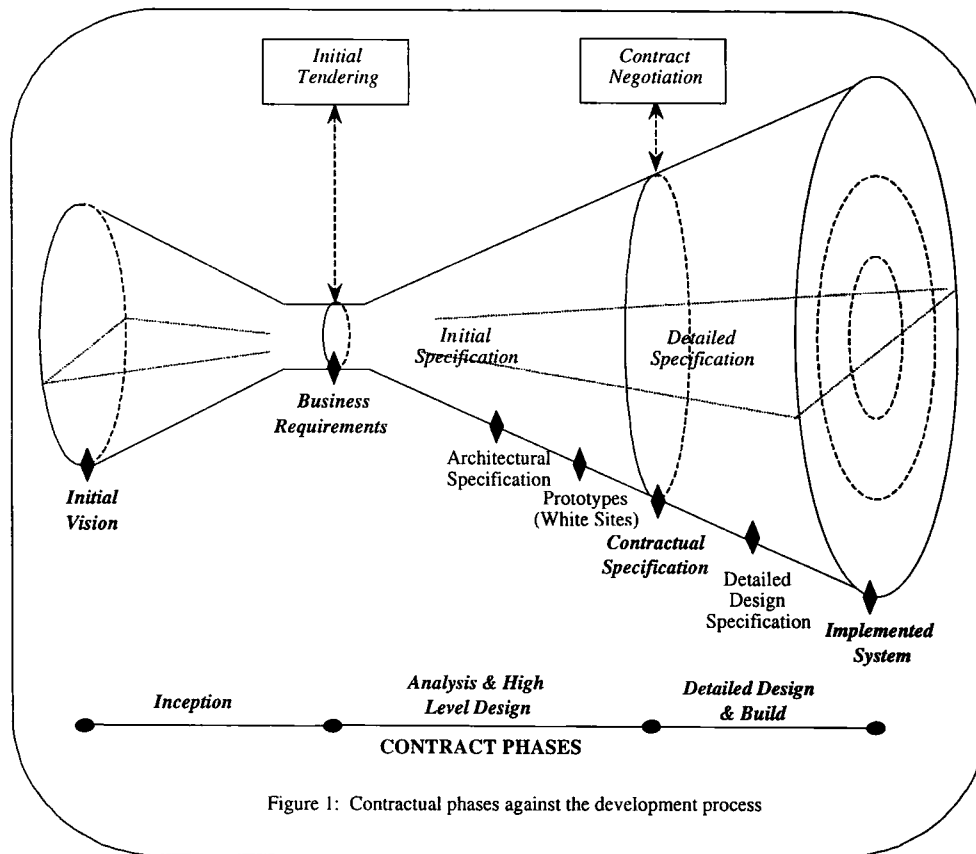 Initial
Tendering
Contract
Negotiation
Initial
Specification
Detailed
Specification
Business
Requirements
Architectural
Specification
Prototypes
(White Sites)
Initial
Vision
Contractual
Specification
Detailed
Design
Specification
Implemented
System
Inception
Analysis & High
Level Design
Detailed Design
& Build
CONTRACT PHASES
Figure 1: Contractual phases against the development process